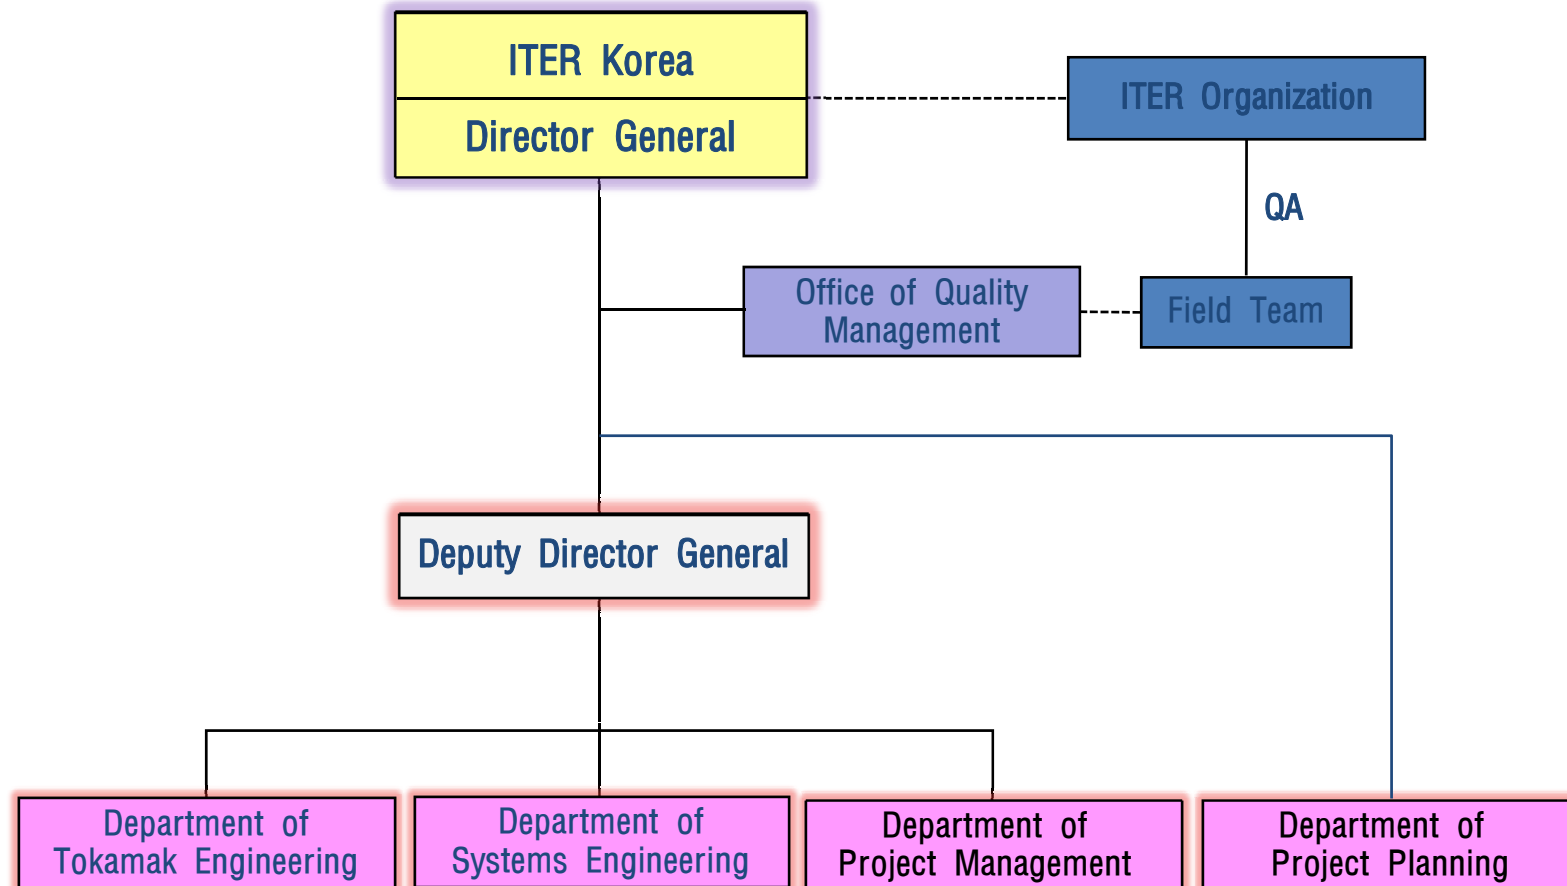 ITER Korea
Director General
ITER Organization
QA
Office of Quality
Management
Field Team
Deputy Director General
Department of
Tokamak Engineering
Department of
Systems Engineering
Department of
Project Management
Department of
Project Planning